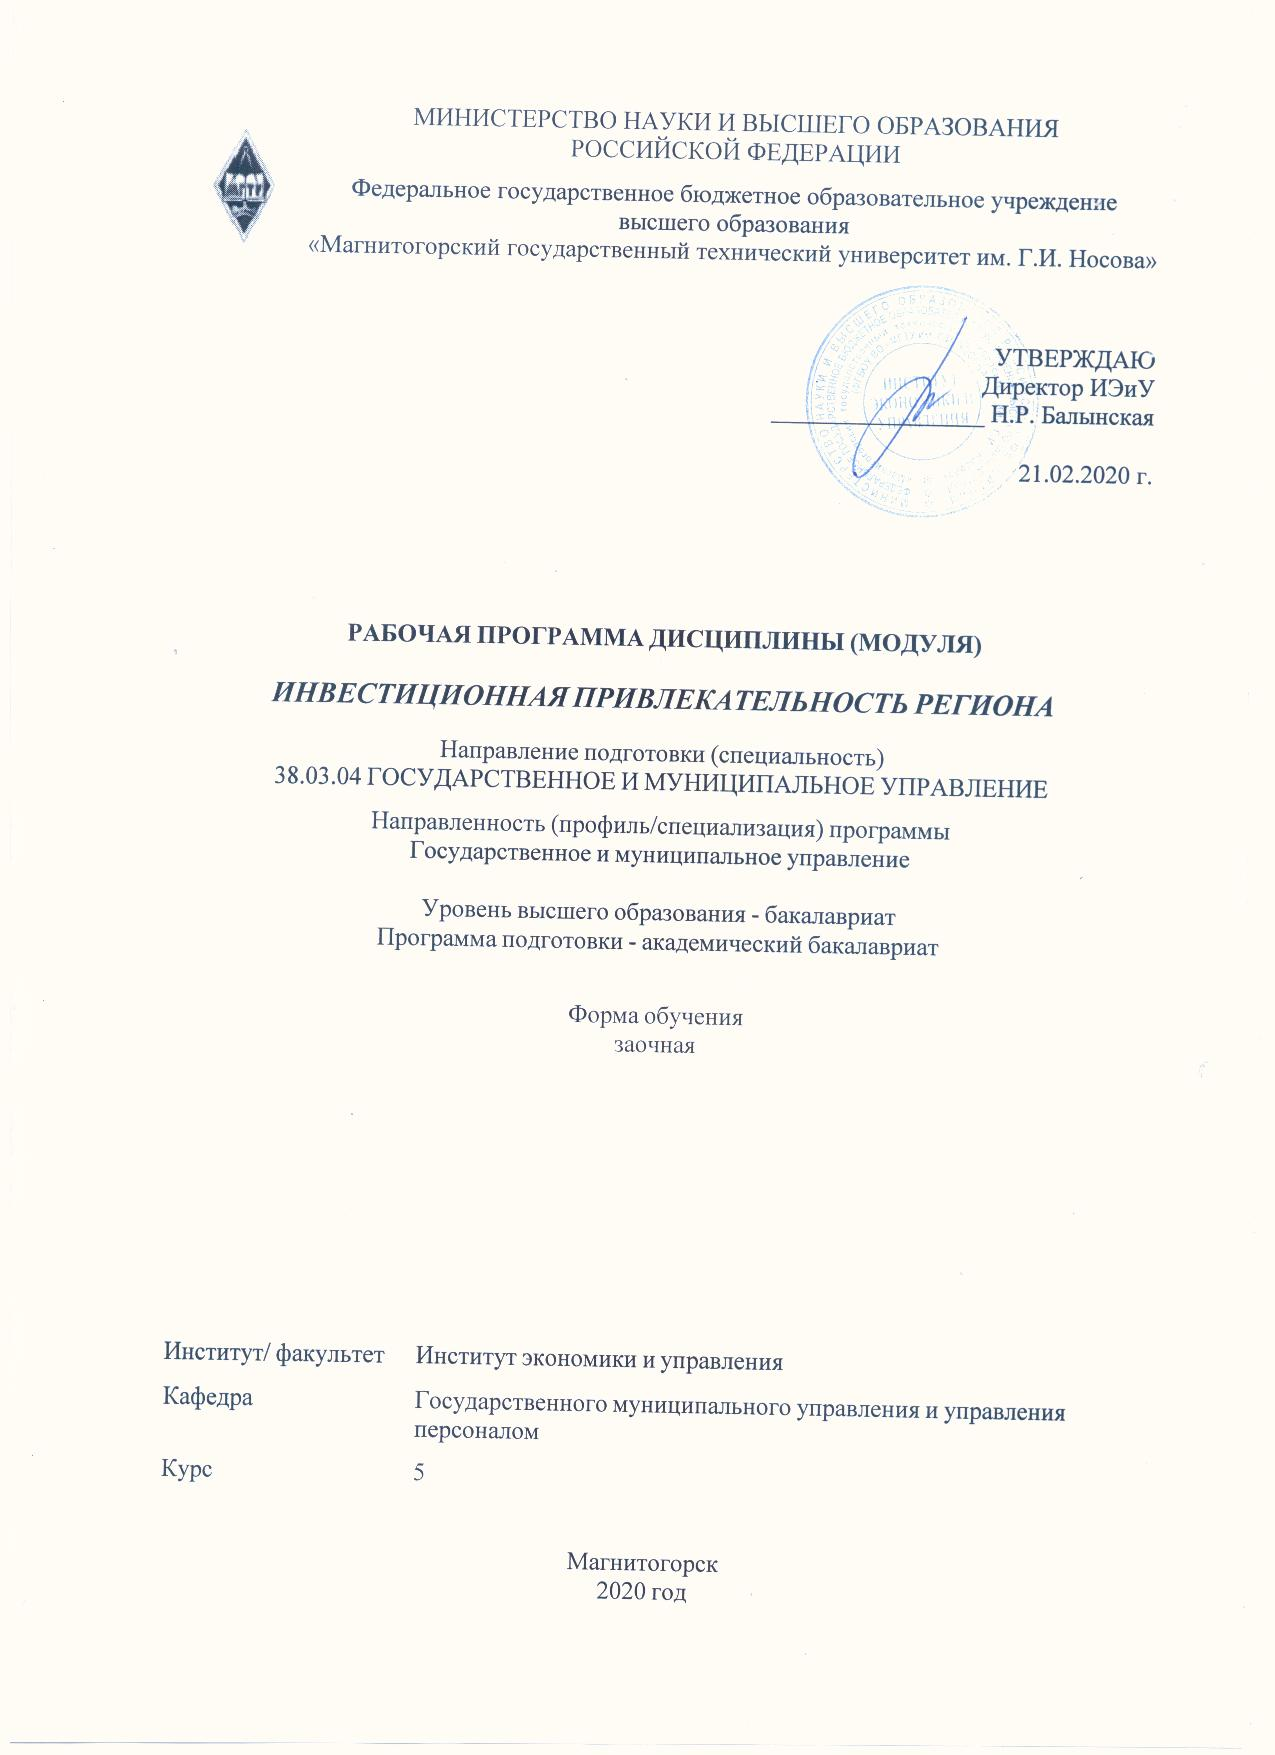 МИНИСТЕРСТВО НАУКИ И ВЫСШЕГО ОБРАЗОВАНИЯ
РОССИЙСКОЙ ФЕДЕРАЦИИ
МГТУ
Федеральное государственное бюджетное образовательное учреждение
высшего образования
«Магнитогорский государственный технический университет им. Г.И. Носова»
УТВЕРЖДАЮ
Директор ИЭиУ
Н.Р. Балынская
21.02.2020 г.
ИНСТИТУТ
ЭКОНОМИКИ И
УПРАВЛЕНИЯ
РАБОЧАЯ ПРОГРАММА ДИСЦИПЛИНЫ (МОДУЛЯ)
ИНВЕСТИЦИОННАЯ ПРИВЛЕКАТЕЛЬНОСТЬ РЕГИОНА
Направление подготовки (специальность)
38.03.04 ГОСУДАРСТВЕННОЕ И МУНИЦИПАЛЬНОЕ УПРАВЛЕНИЕ
Направленность (профиль/специализация) программы
Государственное и муниципальное управление
Уровень высшего образования - бакалавриат
Программа подготовки - академический бакалавриат
Форма обучения
заочная
Институт/ факультет Институт экономики и управления
Кафедра Государственного муниципального управления и управления
персоналом
Курс 5
Магнитогорск
2020 год